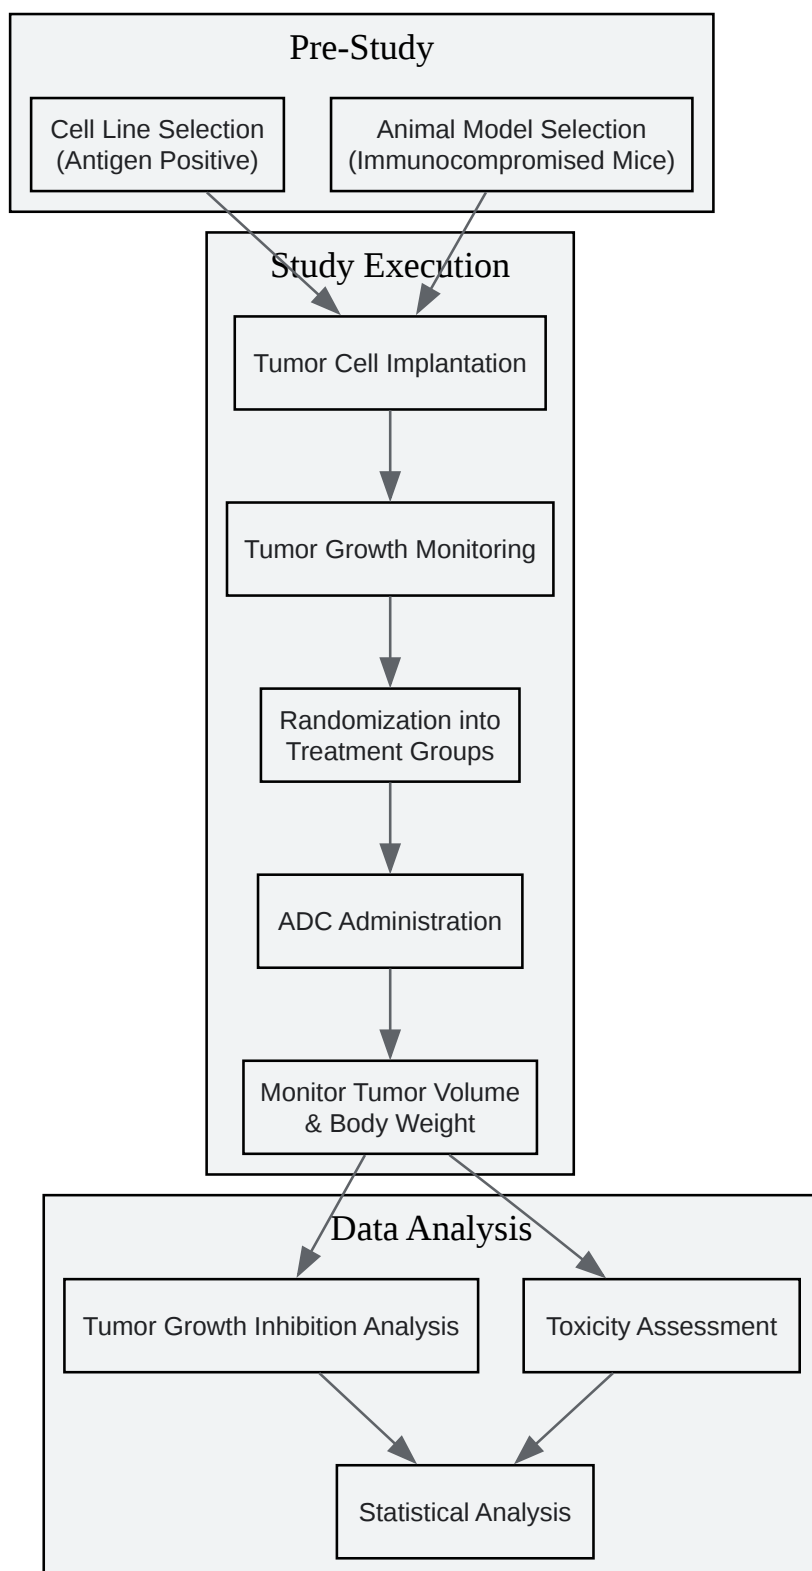 Pre-Study
Cell Line Selection
(Antigen Positive)
Animal Model Selection
(Immunocompromised Mice)
Study Execution
Tumor Cell Implantation
Tumor Growth Monitoring
Randomization into
Treatment Groups
ADC Administration
Monitor Tumor Volume
& Body Weight
Data Analysis
Tumor Growth Inhibition Analysis
Toxicity Assessment
Statistical Analysis